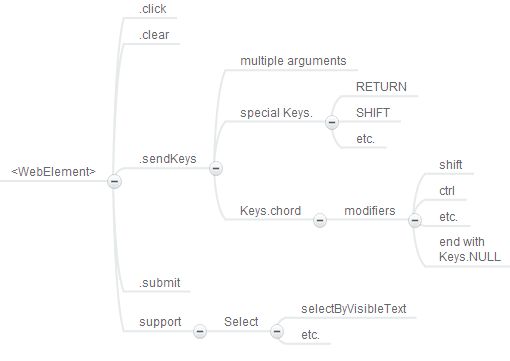 .click
.clear
multiple arguments
RETURN
special Keys.
SHIFT
etc.
.sendKeys
<WebElement>
shift
ctrl
Keys.chord
modifiers
etc.
end with
Keys.NULL
.submit
selectByVisibleText
support
Select
etc.